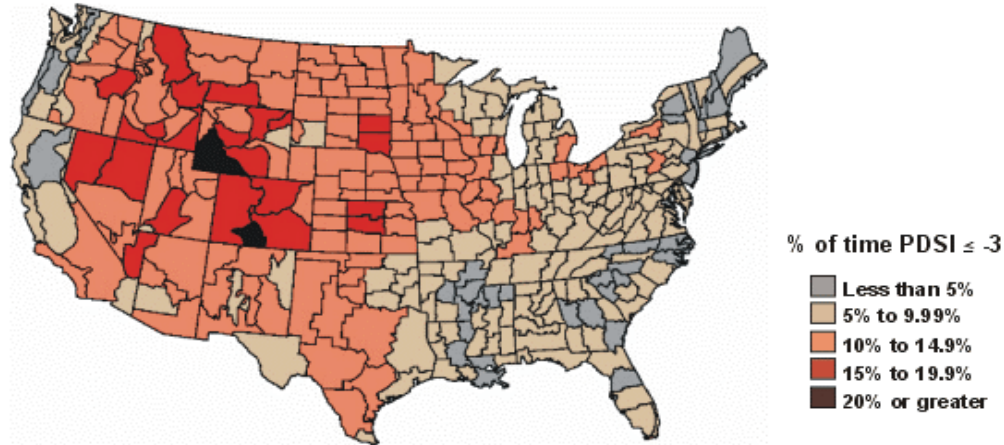 % of time PDSI ≤ -3
Less than 5%
5% to 9.99%
10% to 14.9%
15% to 19.9%
20% or greater